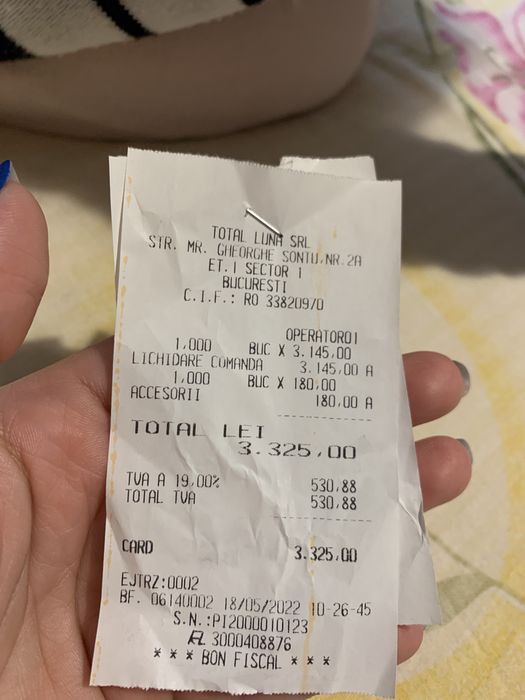 TOTAL LUNA SRL
STR. MR. GHEORGHE SONTU,NR.2A
ET.I SECTOR 1
BUCURESTI
C.I.F.: RO 33820970
OPERATOR01
1,000 BUC X 3.145,00
LICHIDARE COMANDA 3.145,00 A
1,000 BUC X 180,00
ACCESORII 180,00 A
TOTAL LEI
3.325,00
TVA A 19,00% 530,88
TOTAL TVA 530,88
CARD 3.325,00
EJTRZ:0002
BF. 06140002 18/05/2022 10-26-45
S.N.:PI2000010123
3000408876
* * * BON FISCAL * * *